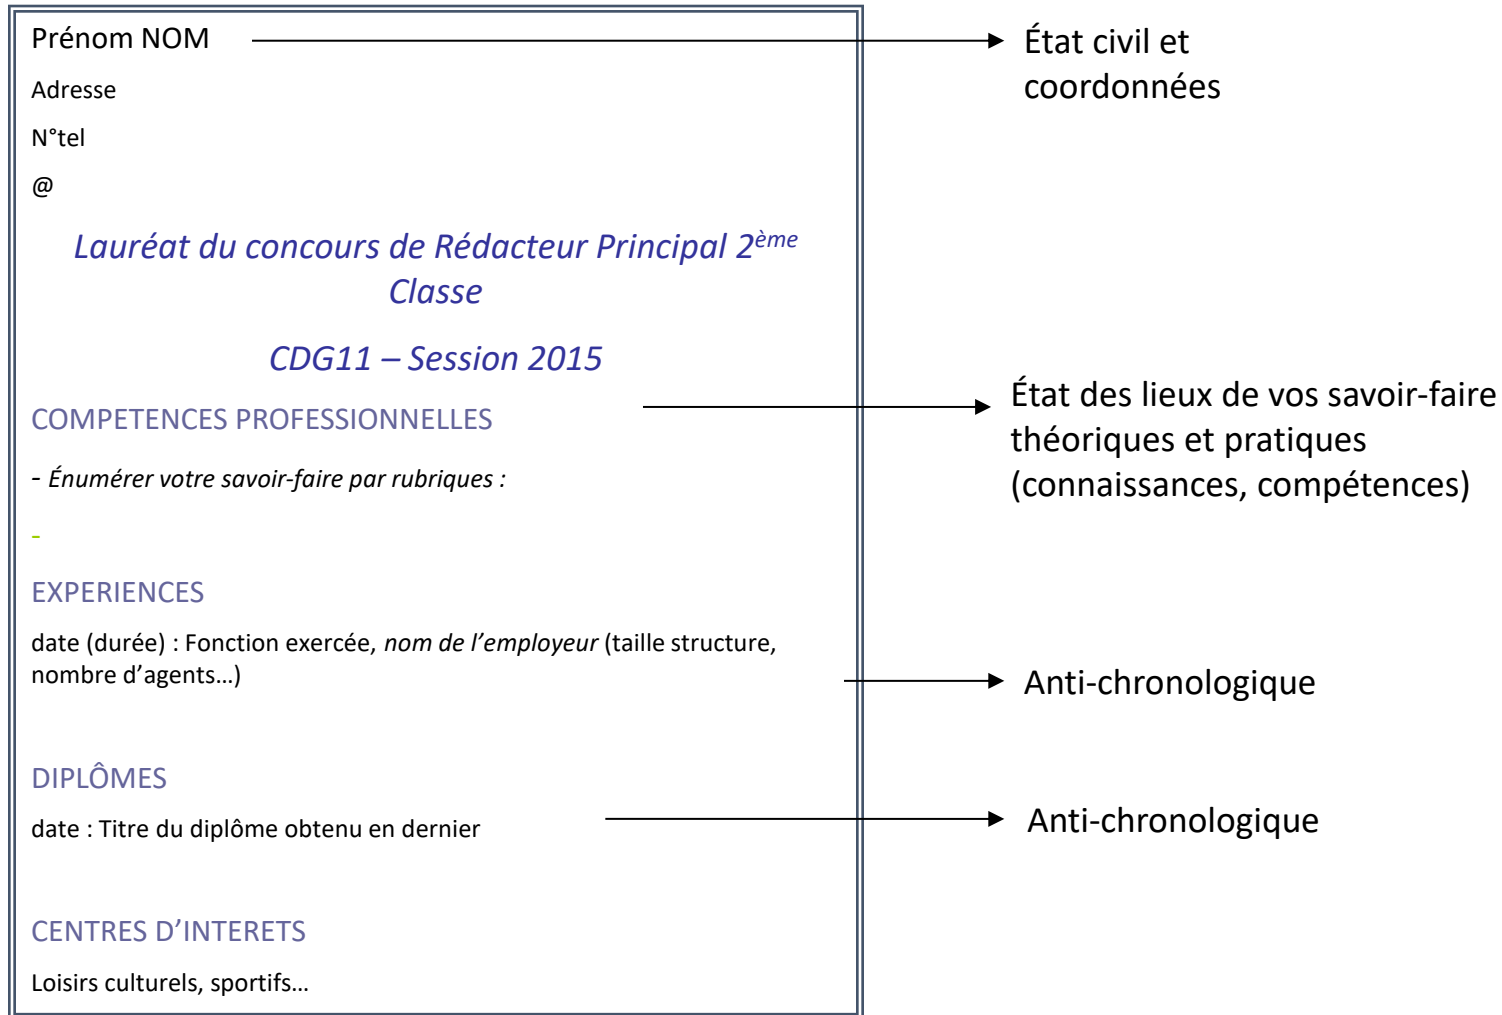 Prénom NOM
État civil et
coordonnées
Adresse
N°tel
@
Lauréat du concours de Rédacteur Principal 2ème
Classe
CDG11 – Session 2015
COMPETENCES PROFESSIONNELLES
État des lieux de vos savoir-faire
théoriques et pratiques
(connaissances, compétences)
- Énumérer votre savoir-faire par rubriques :
-
EXPERIENCES
date (durée) : Fonction exercée, nom de l’employeur (taille structure,
nombre d’agents…)
Anti-chronologique
DIPLÔMES
date : Titre du diplôme obtenu en dernier
Anti-chronologique
CENTRES D’INTERETS
Loisirs culturels, sportifs…